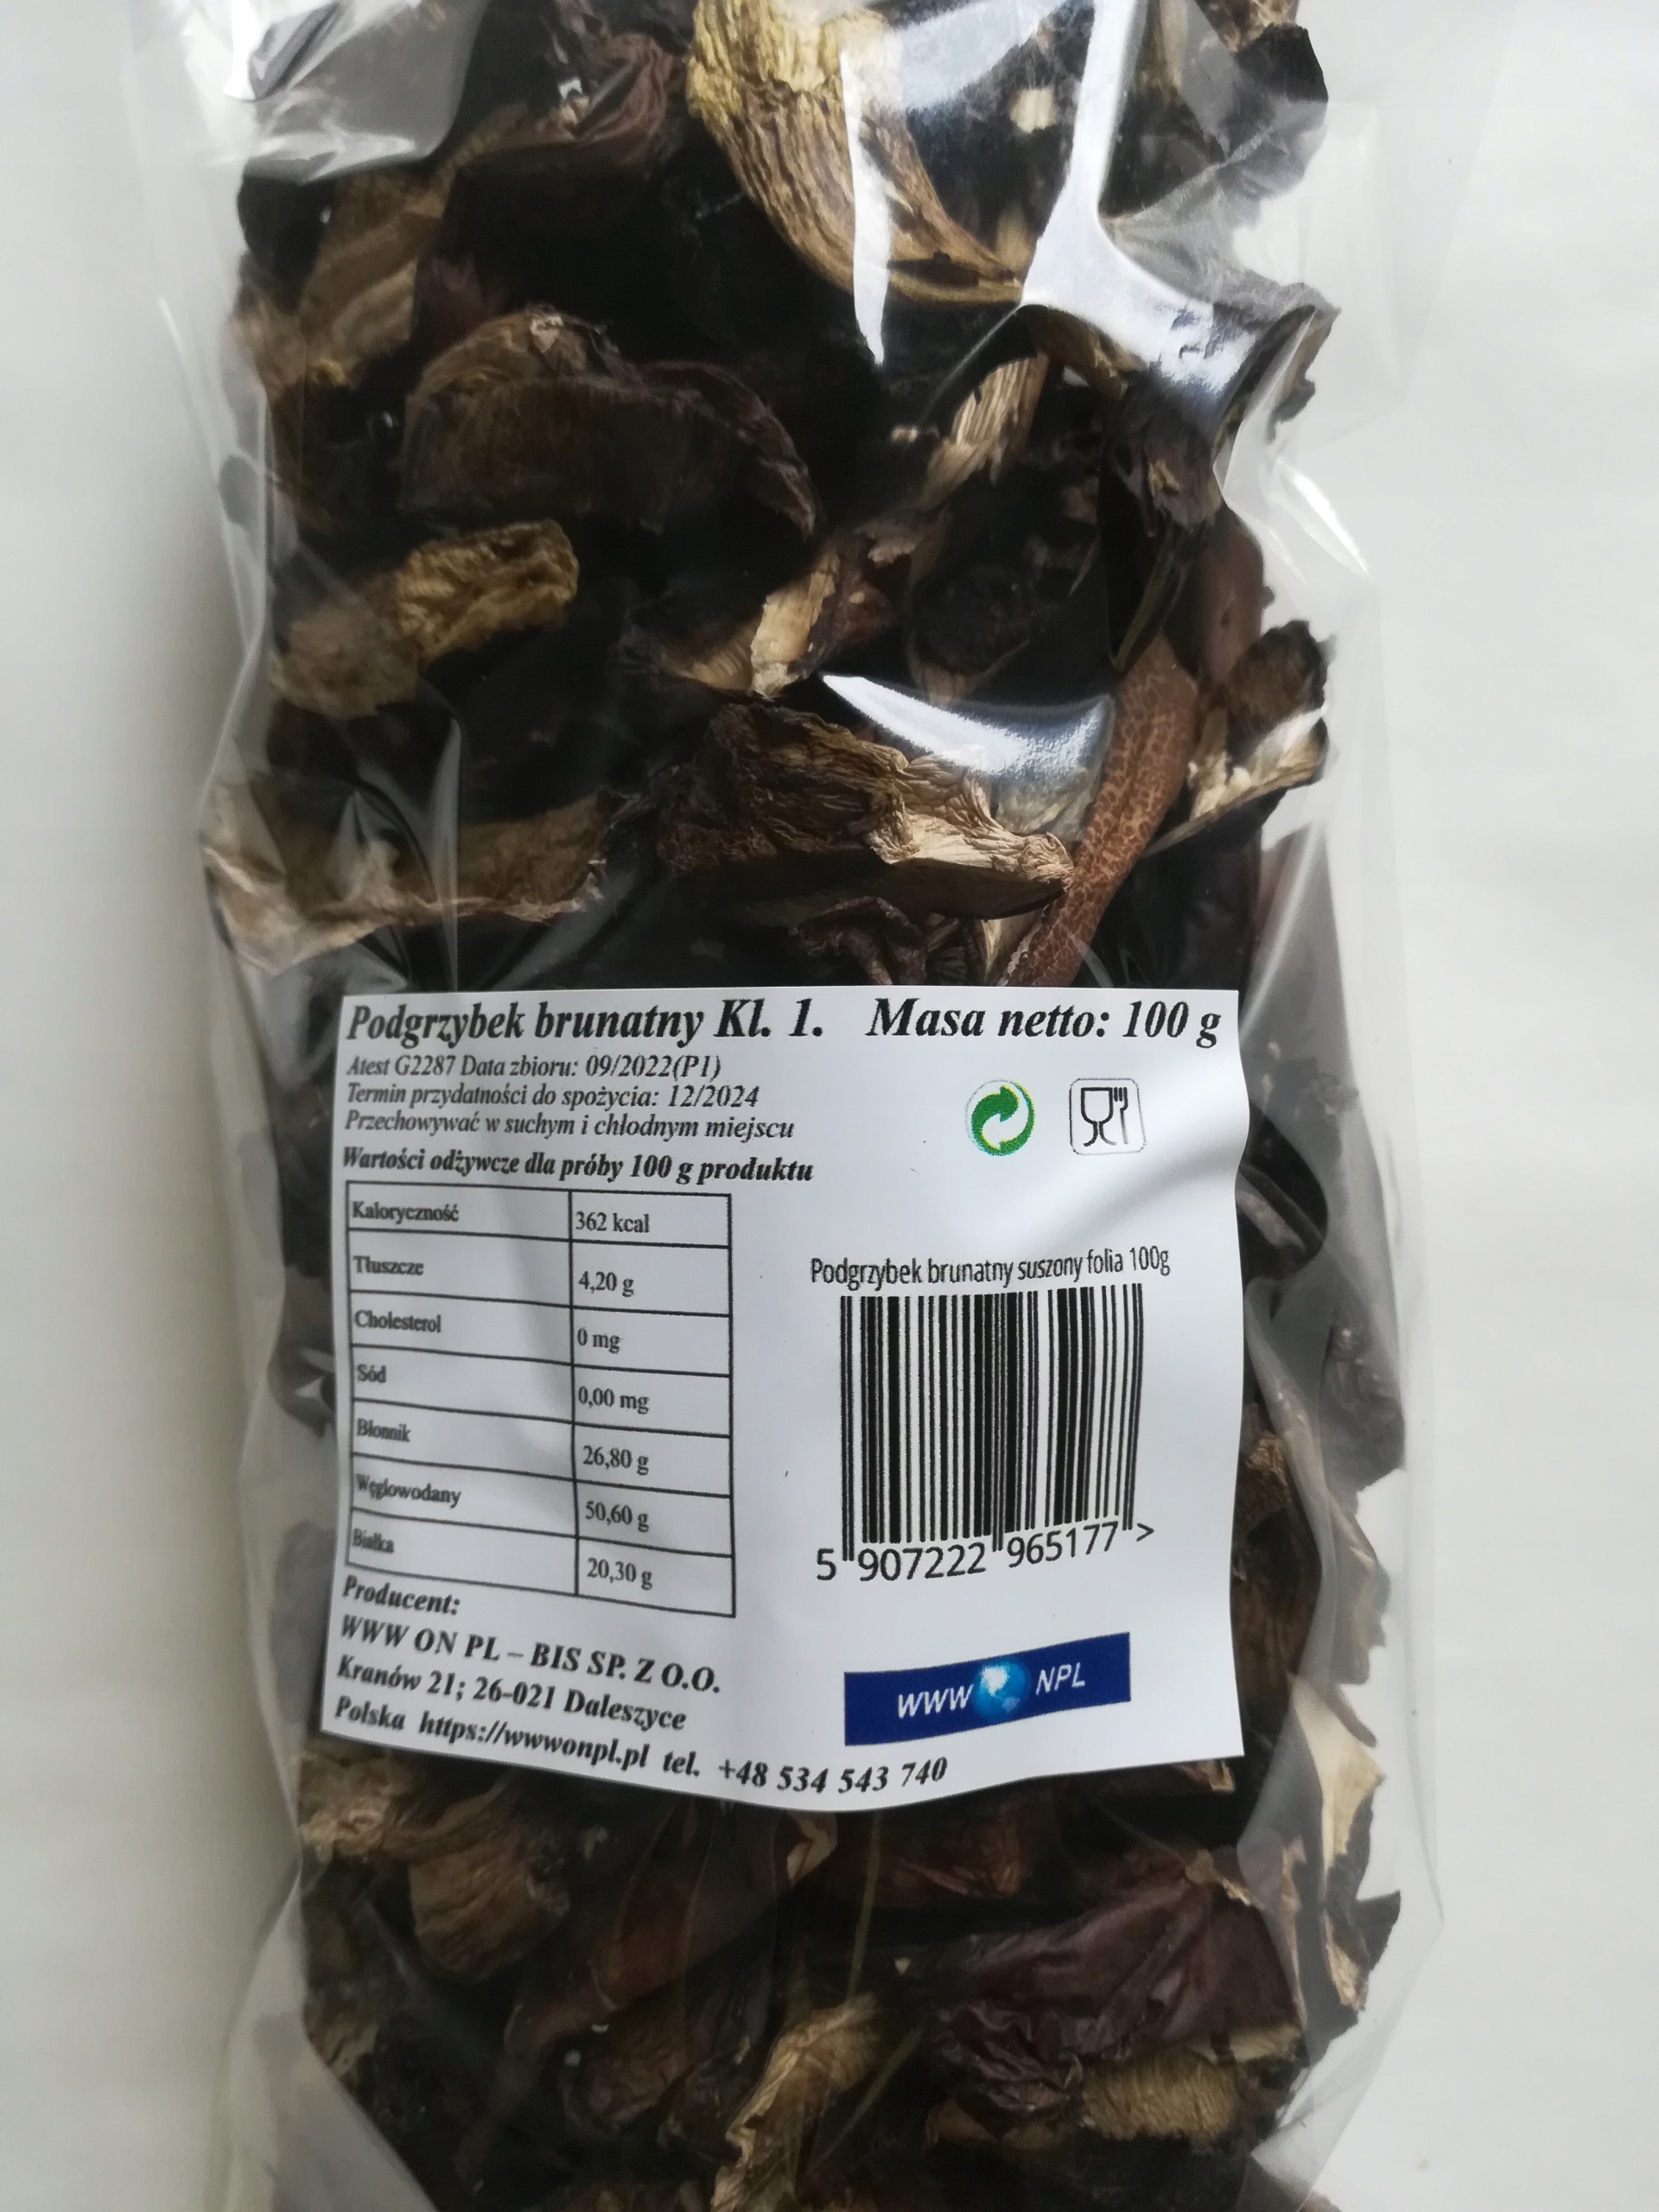 Podgrzybek brunatny Kl. 1. Masa netto: 100 g
Atest G2287 Data zbioru: 09/2022(P1)
Termin przydatności do spożycia: 12/2024
Przechowywać w suchym i chłodnym miejscu
Wartości odżywcze dla próby 100 g produktu
Kaloryczność 362 kcal
Tłuszcze 4,20 g
Cholesterol 0 mg
Sód 0,00 mg
Błonnik 26,80 g
Węglowodany 50,60 g
Białka 20,30 g
Podgrzybek brunatny suszony folia 100g
5 907222 965177 >
Producent:
WWW ON PL – BIS SP. Z O.O.
Kranów 21; 26-021 Daleszyce
Polska https://wwwonpl.pl tel. +48 534 543 740
WWW NPL